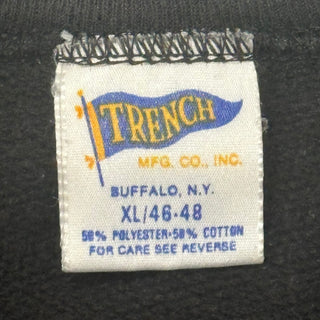 TRENCH
MFG. CO., INC.
BUFFALO, N.Y.
XL/46-48
50% POLYESTER•50% COTTON
FOR CARE SEE REVERSE